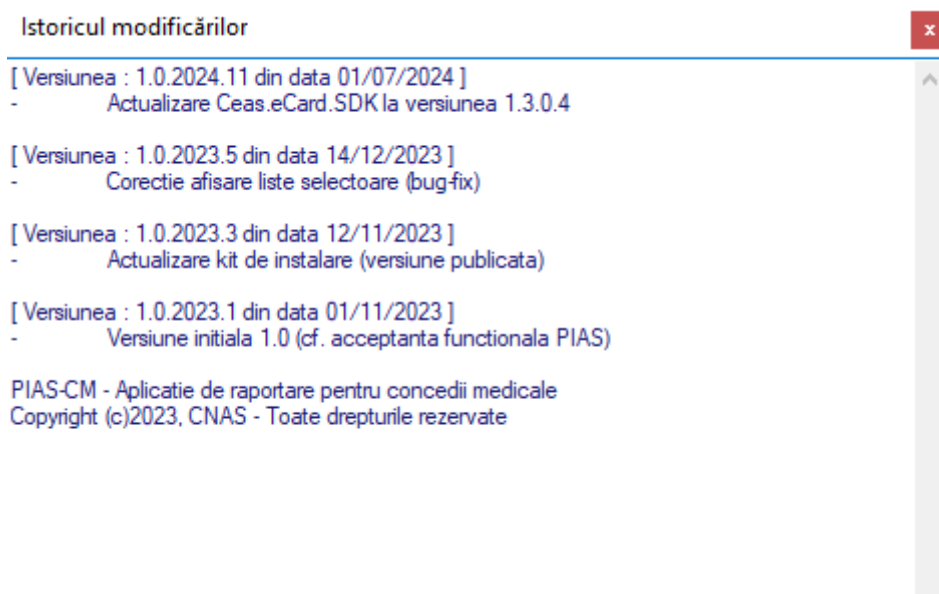 Istoricul modificărilor
x
[ Versiunea : 1.0.2024.11 din data 01/07/2024 ]
- Actualizare Ceas.eCard.SDK la versiunea 1.3.0.4
[ Versiunea : 1.0.2023.5 din data 14/12/2023 ]
- Corectie afisare liste selectoare (bug-fix)
[ Versiunea : 1.0.2023.3 din data 12/11/2023 ]
- Actualizare kit de instalare (versiune publicata)
[ Versiunea : 1.0.2023.1 din data 01/11/2023 ]
- Versiune initiala 1.0 (cf. acceptanta functionala PIAS)
PIAS-CM - Aplicatie de raportare pentru concedii medicale
Copyright (c)2023, CNAS - Toate drepturile rezervate